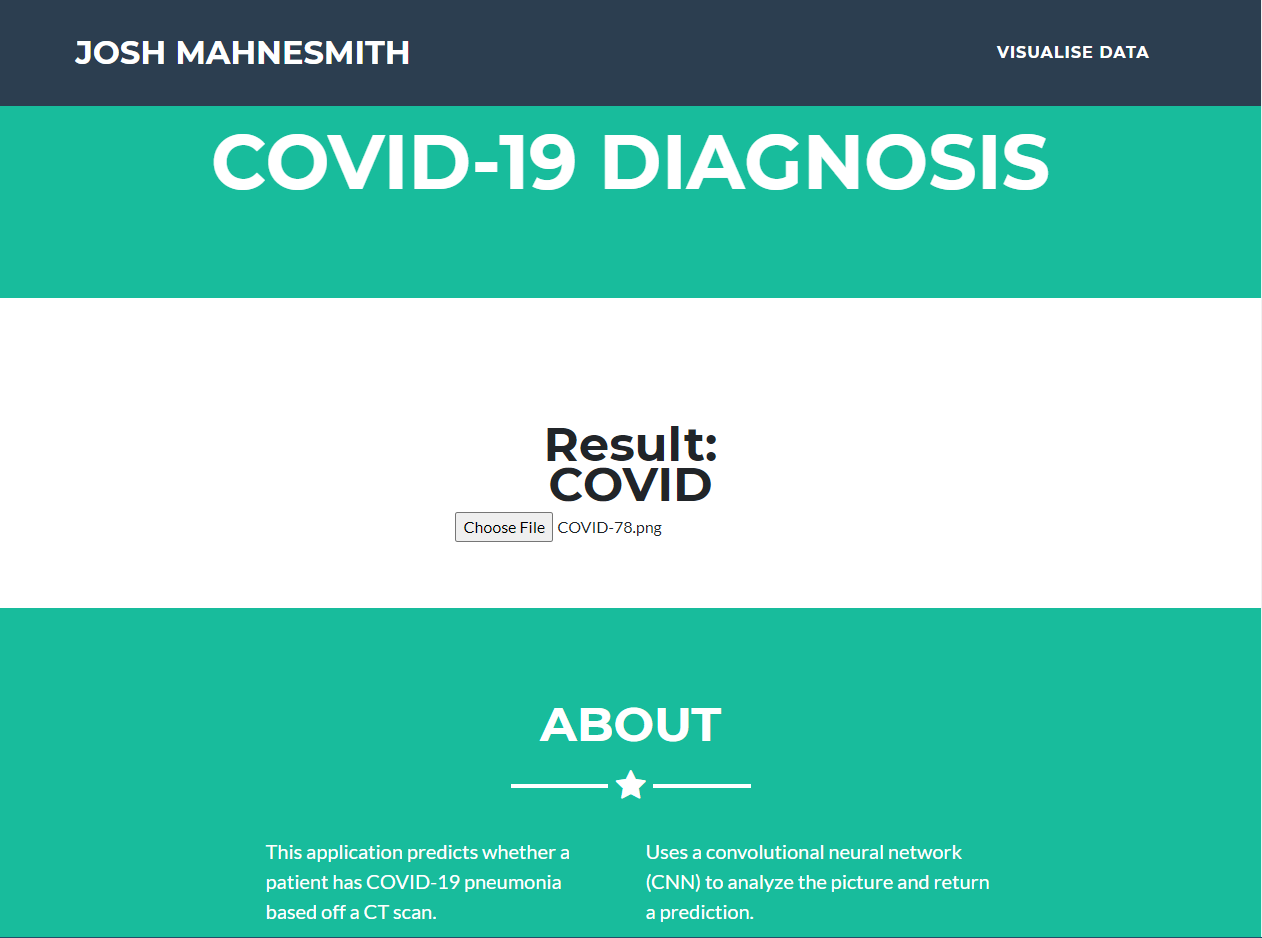 JOSH MAHNESMITH
VISUALISE DATA
COVID-19 DIAGNOSIS
Result:
COVID
Choose File COVID-78.png
ABOUT
This application predicts whether a
patient has COVID-19 pneumonia
based off a CT scan.
Uses a convolutional neural network
(CNN) to analyze the picture and return
a prediction.